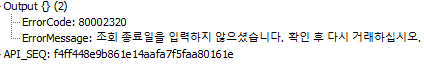 Output {} (2)
ErrorCode: 80002320
ErrorMessage: 조회 종료일을 입력하지 않으셨습니다. 확인 후 다시 거래하십시오.
API_SEQ: f4ff448e9b861e14aafa7f5faa80161e